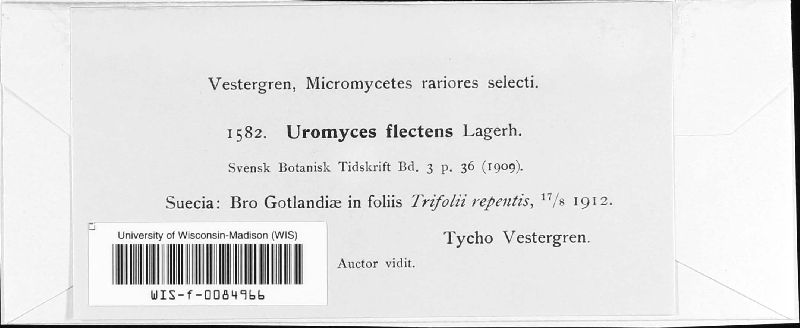 Vestergren, Micromycetes rariores selecti.
1582. Uromyces flectens Lagerh.
Svensk Botanisk Tidskrift Bd. 3 p. 36 (1909).
Suecia: Bro Gotlandiæ in foliis Trifolii repentis, 17/8 1912.
Tycho Vestergren.
Auctor vidit.
University of Wisconsin-Madison (WIS)
WIS-f-0084966